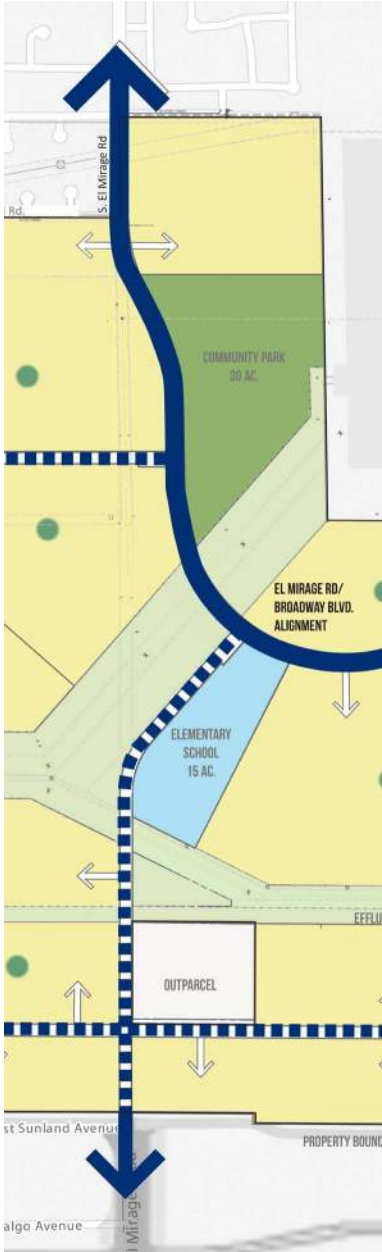 S. El Mirage Rd
i Rd.
COMMUNITY PARK
30 AC.
EL MIRAGE RD/
BROADWAY BLVD.
ALIGNMENT
ELEMENTARY
SCHOOL
15 AC.
EFFLU
OUTPARCEL
st Sunland Avenue
PROPERTY BOUND
l Mirage
algo Avenue